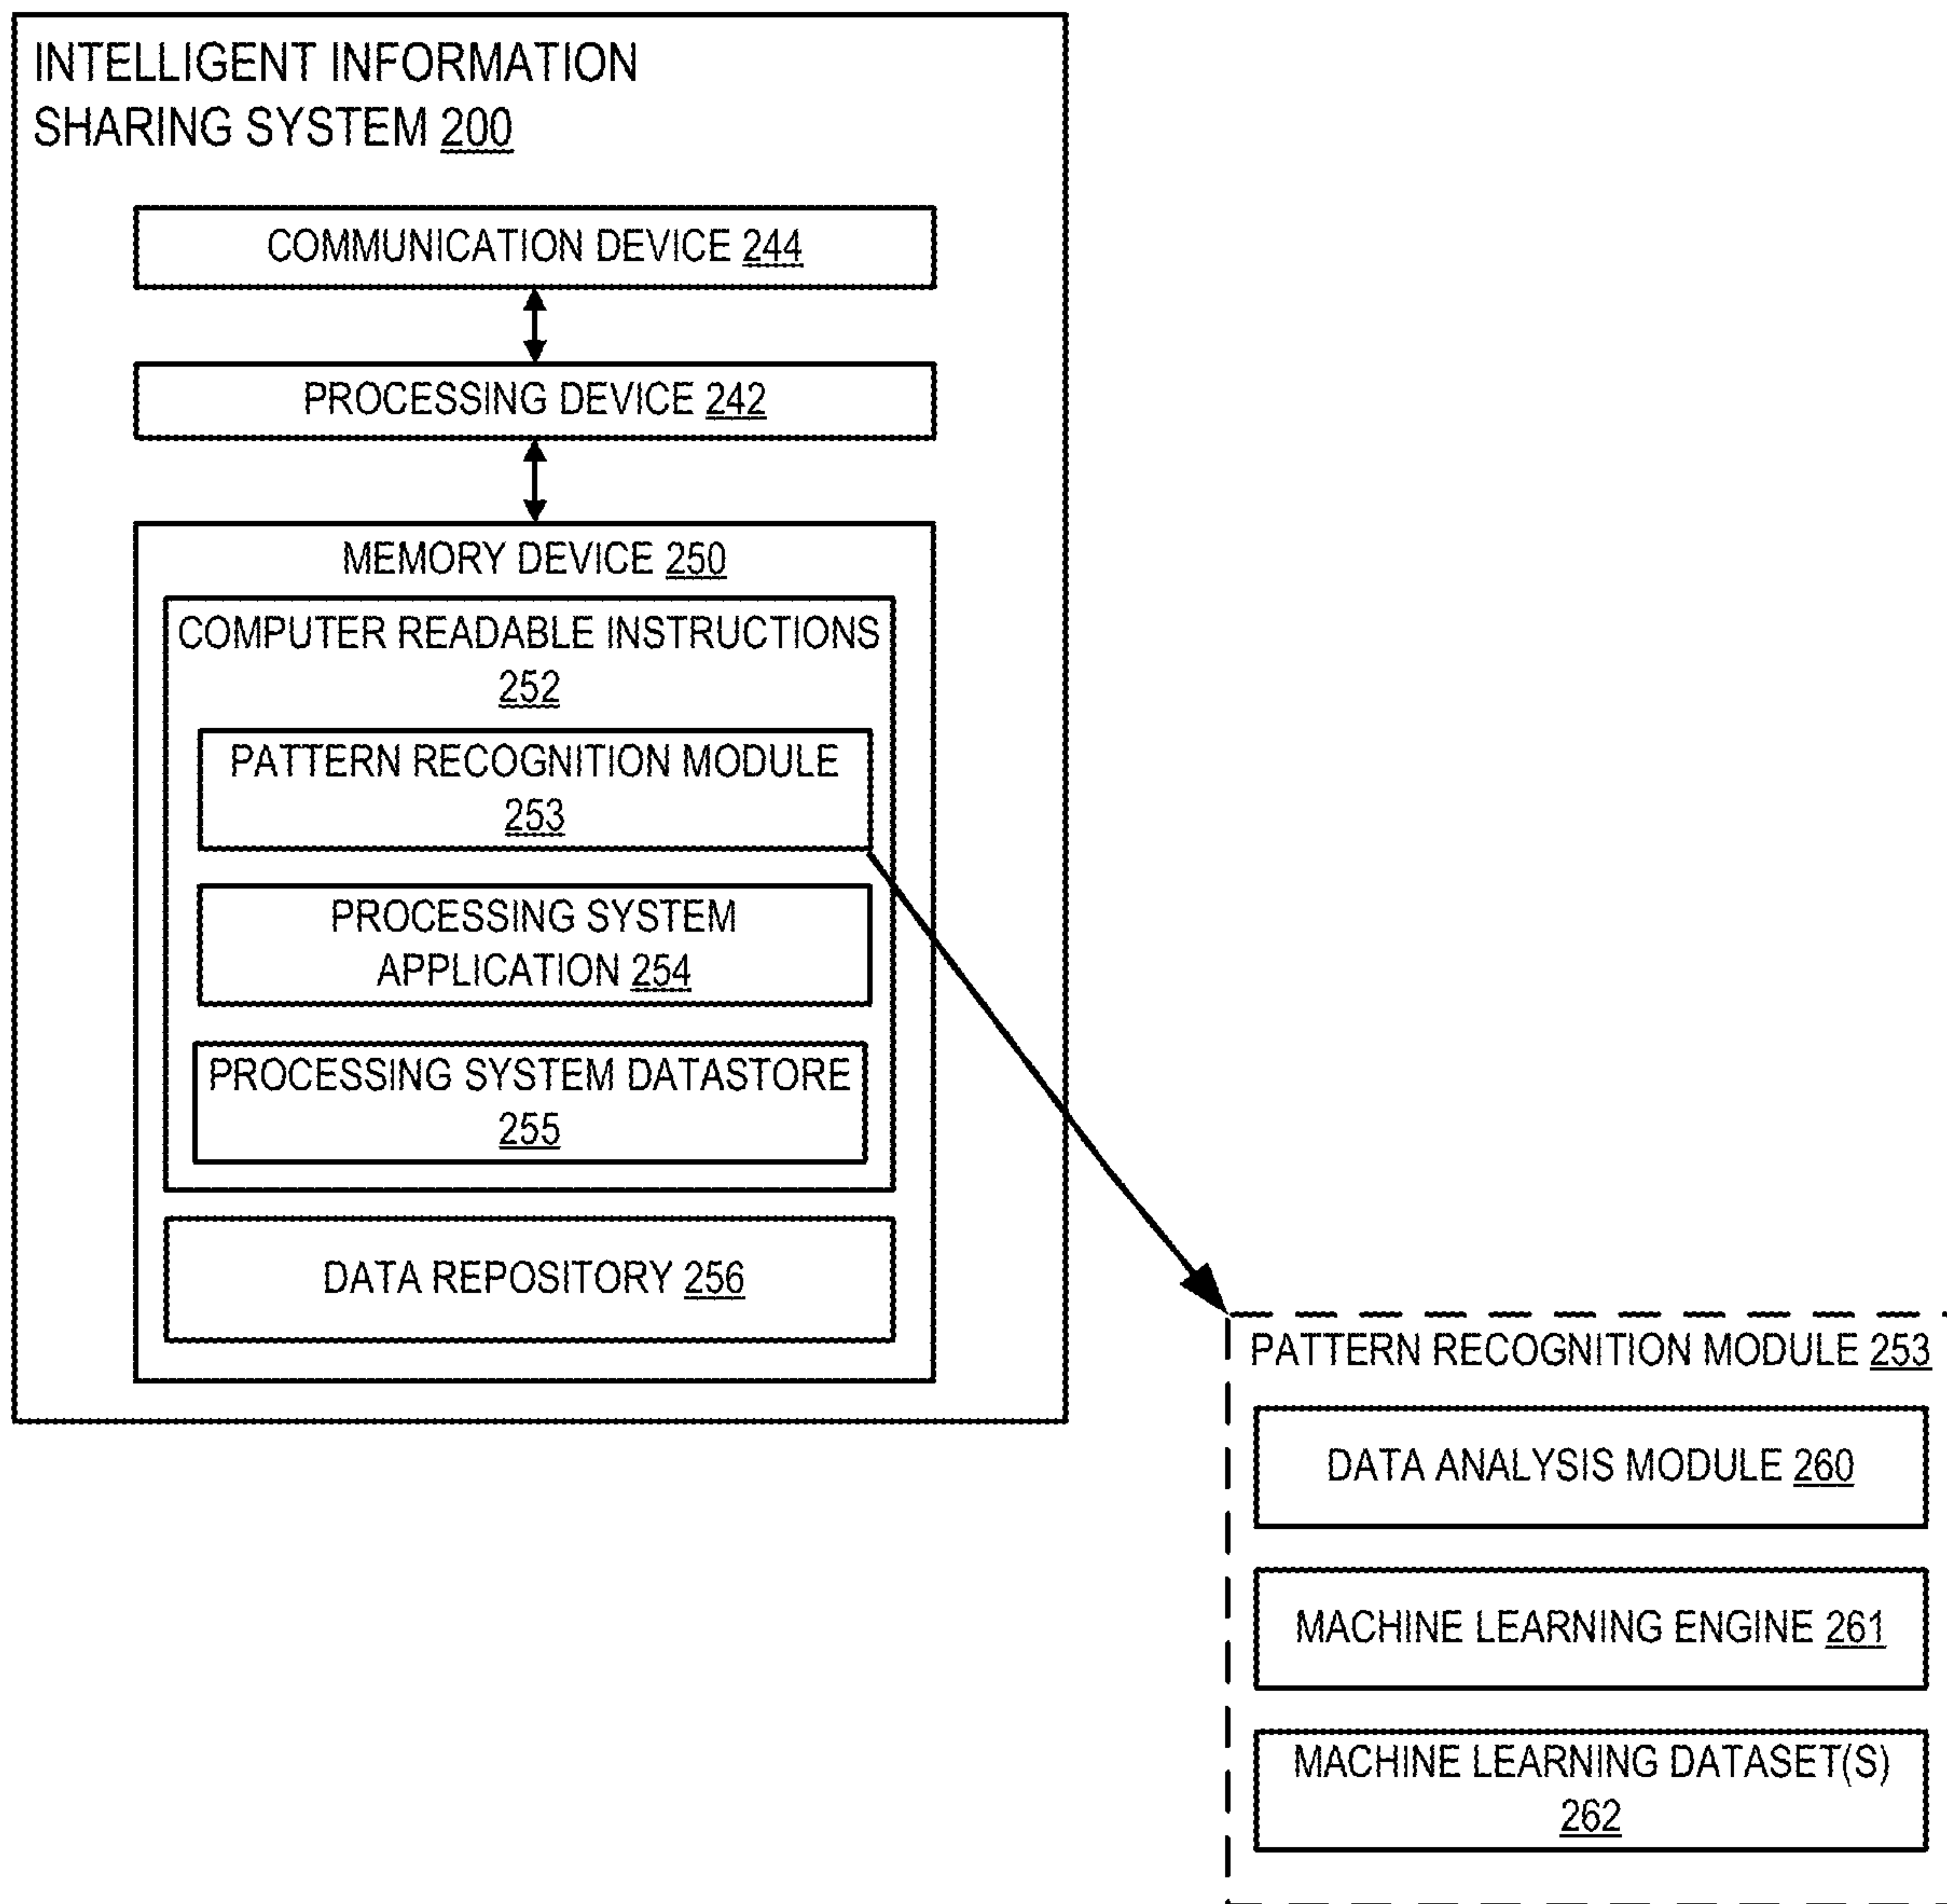 INTELLIGENT INFORMATION
SHARING SYSTEM 200
COMMUNICATION DEVICE 244
PROCESSING DEVICE 242
MEMORY DEVICE 250
COMPUTER READABLE INSTRUCTIONS
252
PATTERN RECOGNITION MODULE
253
PROCESSING SYSTEM
APPLICATION 254
PROCESSING SYSTEM DATASTORE
255
DATA REPOSITORY 256
PATTERN RECOGNITION MODULE 253
DATA ANALYSIS MODULE 260
MACHINE LEARNING ENGINE 261
MACHINE LEARNING DATASET(S)
262